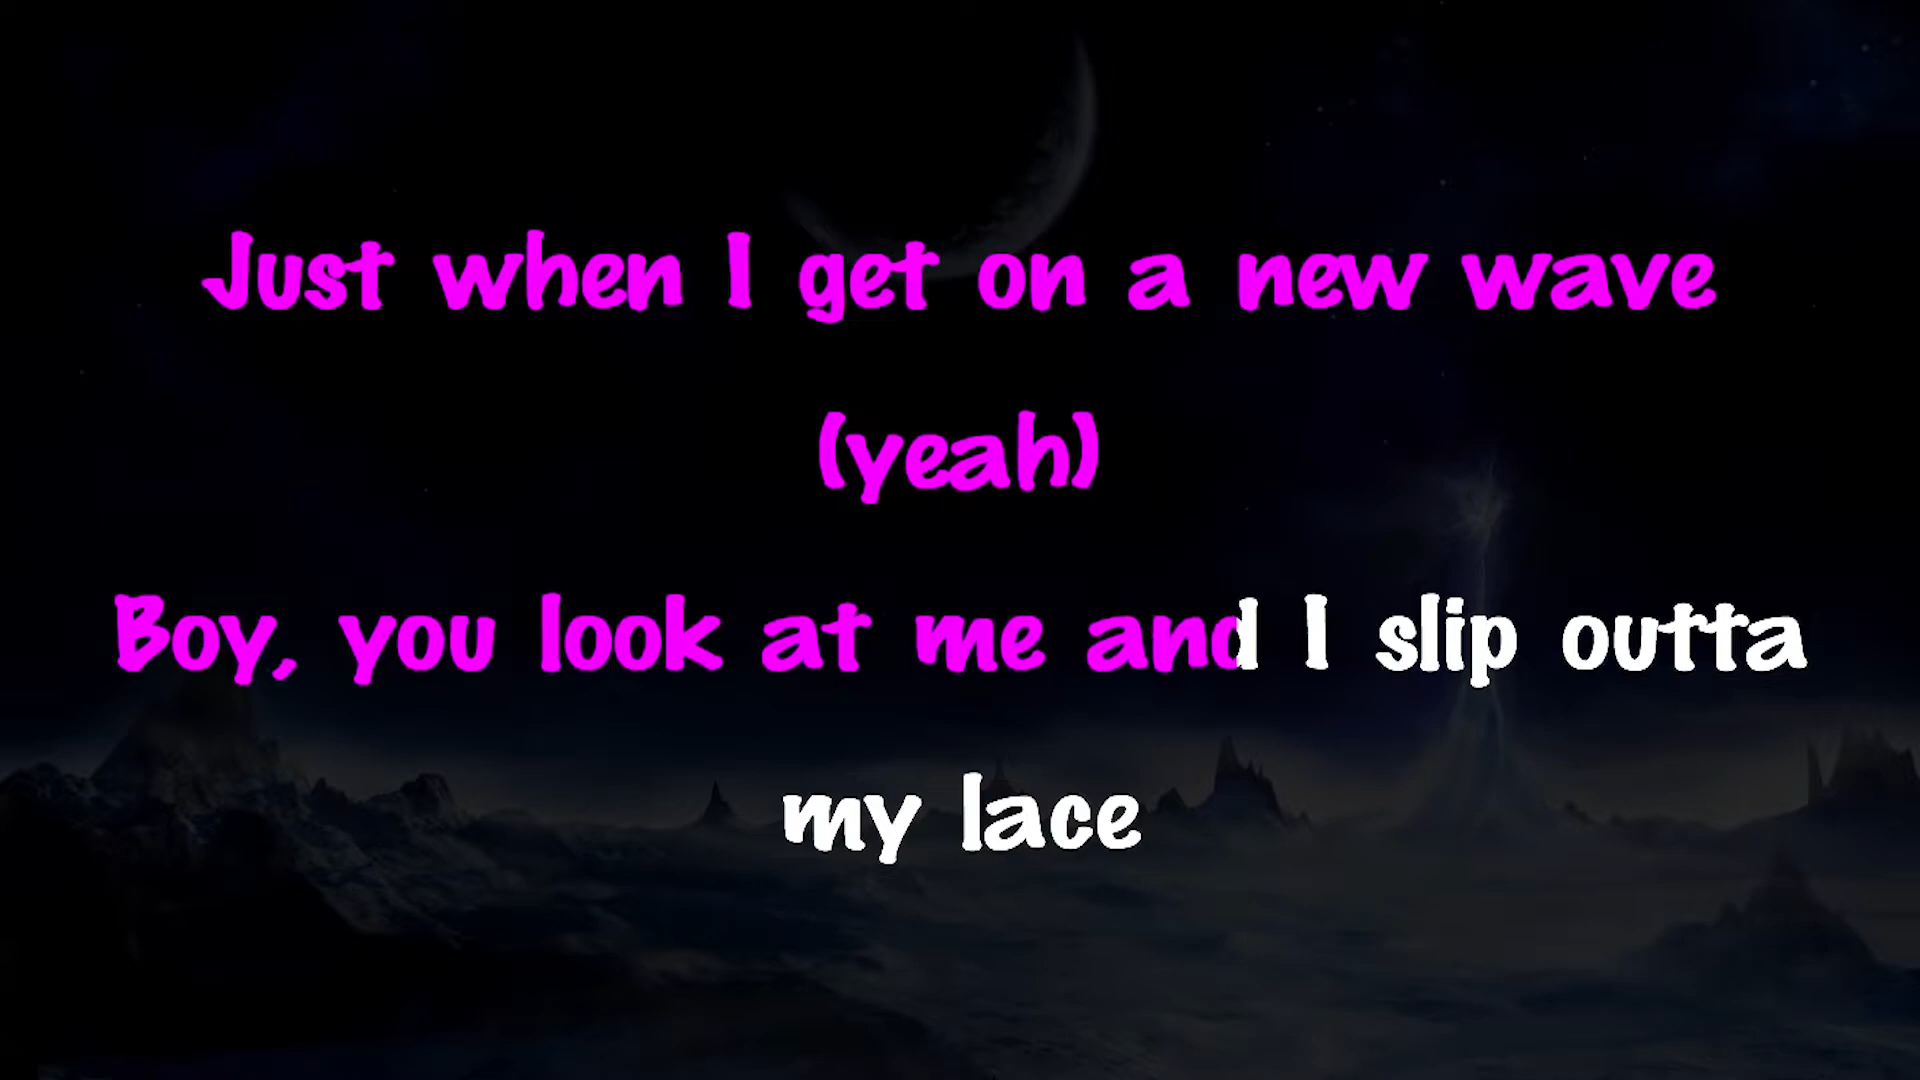 Just when I get on a new wave
(yeah)
Boy, you look at me and I slip outta
my lace